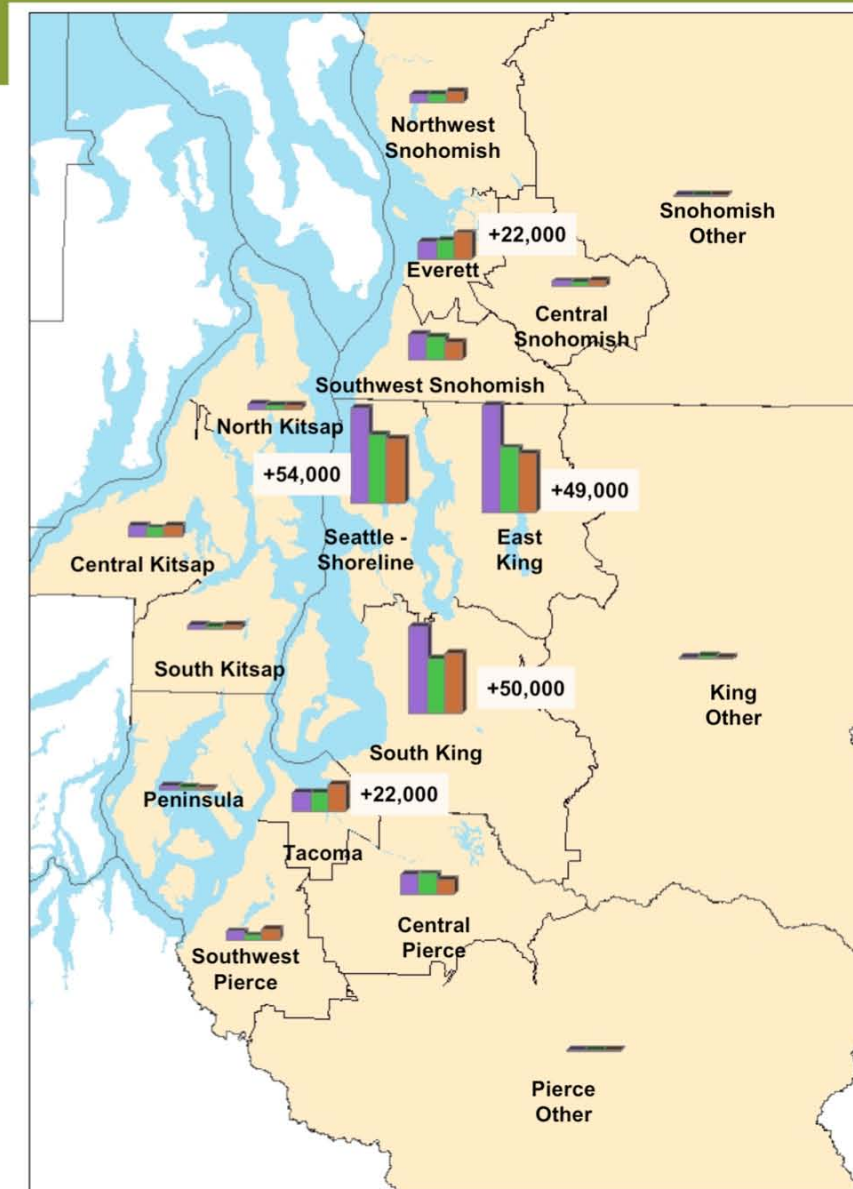 Northwest
Snohomish
Snohomish
Other
+22,000
Everett
Central
Snohomish
Southwest Snohomish
North Kitsap
+54,000
+49,000
Seattle -
Shoreline
East
King
Central Kitsap
South Kitsap
+50,000
King
Other
South King
Peninsula
+22,000
Tacoma
Central
Pierce
Southwest
Pierce
Pierce
Other